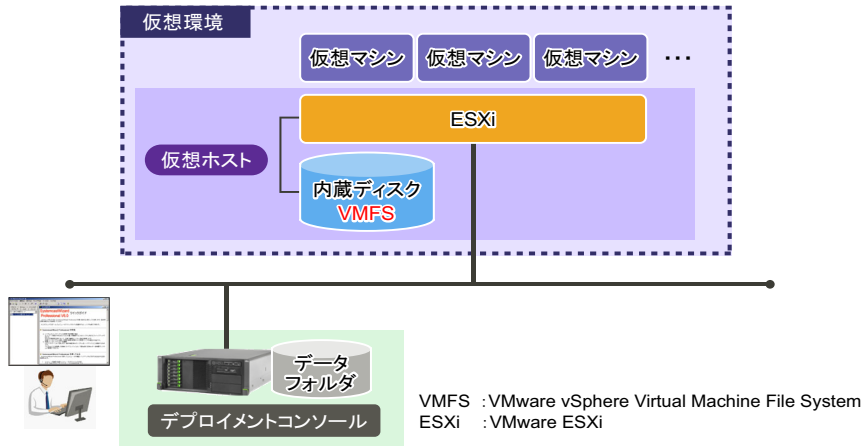 仮想環境
仮想マシン 仮想マシン 仮想マシン …
ESXi
仮想ホスト
内蔵ディスク
VMFS
データ
フォルダ
デプロイメントコンソール
VMFS :VMware vSphere Virtual Machine File System
ESXi :VMware ESXi